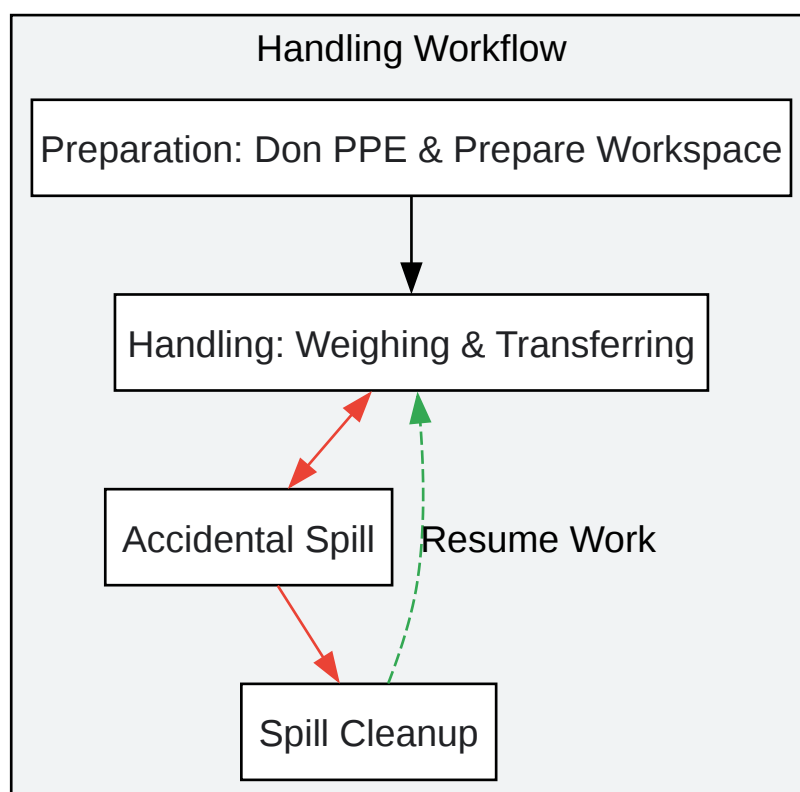 Handling Workflow
Preparation: Don PPE & Prepare Workspace
Handling: Weighing & Transferring
Accidental Spill
Resume Work
Spill Cleanup